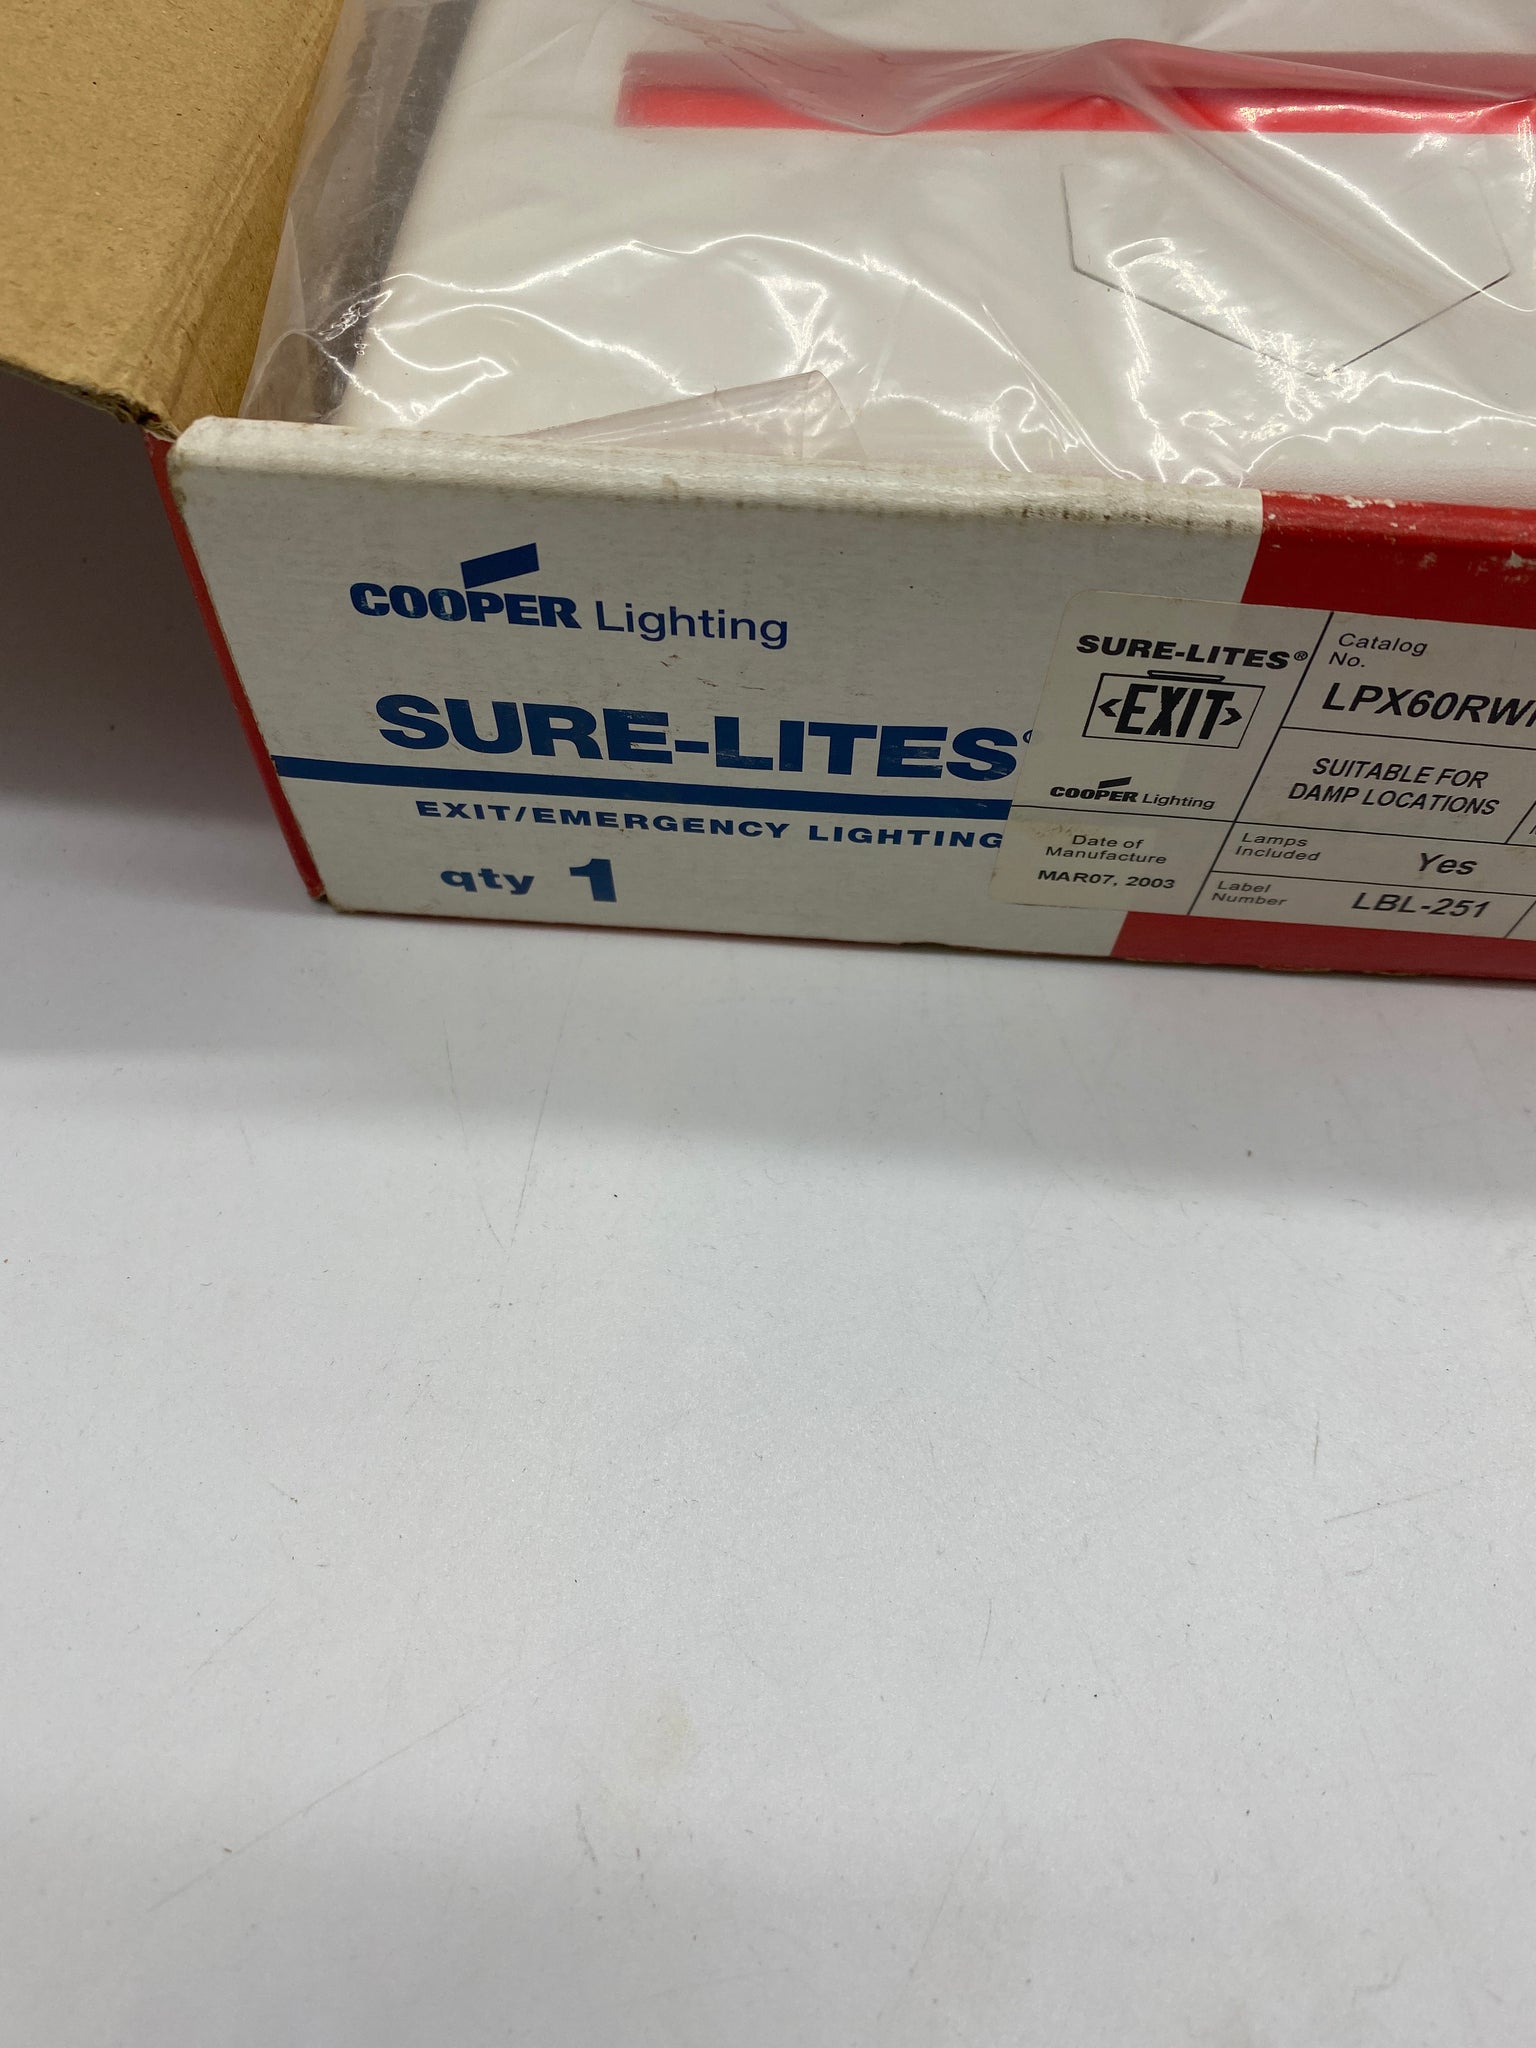 COOPER Lighting
SURE-LITES
EXIT/EMERGENCY LIGHTING
qty 1
SURE-LITES®
<EXIT>
COOPER Lighting
Date of
Manufacture
MAR07, 2003
Catalog
No.
LPX60RW
SUITABLE FOR
DAMP LOCATIONS
Lamps
Included
Yes
Label
Number
LBL-251